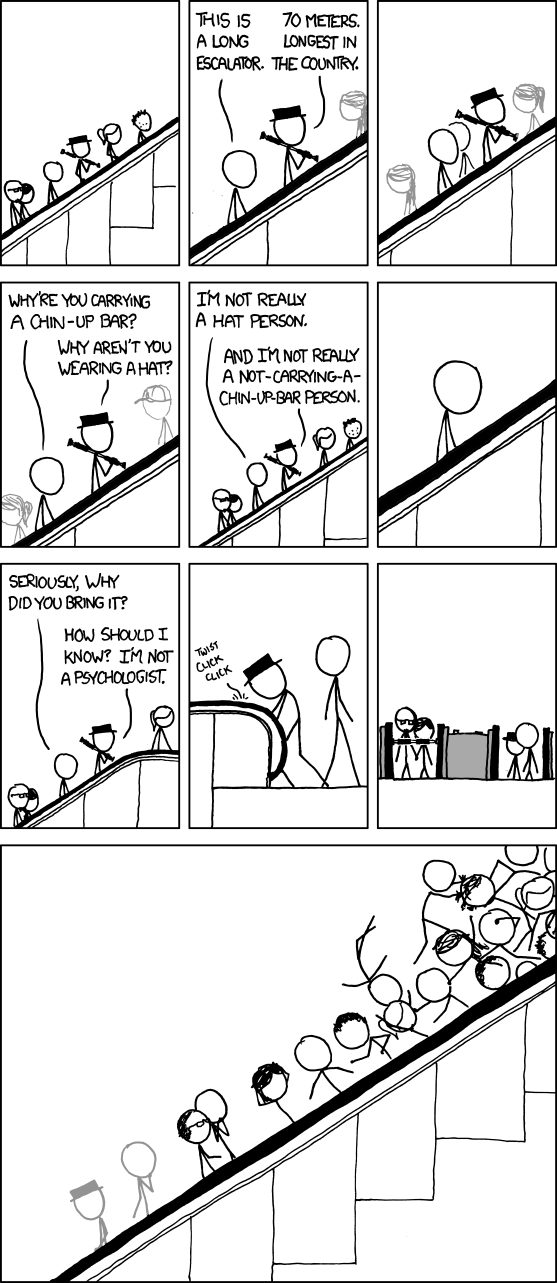 THIS IS
A LONG
ESCALATOR.
70 METERS.
LONGEST IN
THE COUNTRY.
WHY'RE YOU CARRYING
A CHIN-UP BAR?
WHY AREN'T YOU
WEARING A HAT?
I'M NOT REALLY
A HAT PERSON.
AND I'M NOT REALLY
A NOT-CARRYING-A-
CHIN-UP-BAR PERSON.
SERIOUSLY, WHY
DID YOU BRING IT?
HOW SHOULD I
KNOW? I'M NOT
A PSYCHOLOGIST.
TWIST
CLICK
CLICK